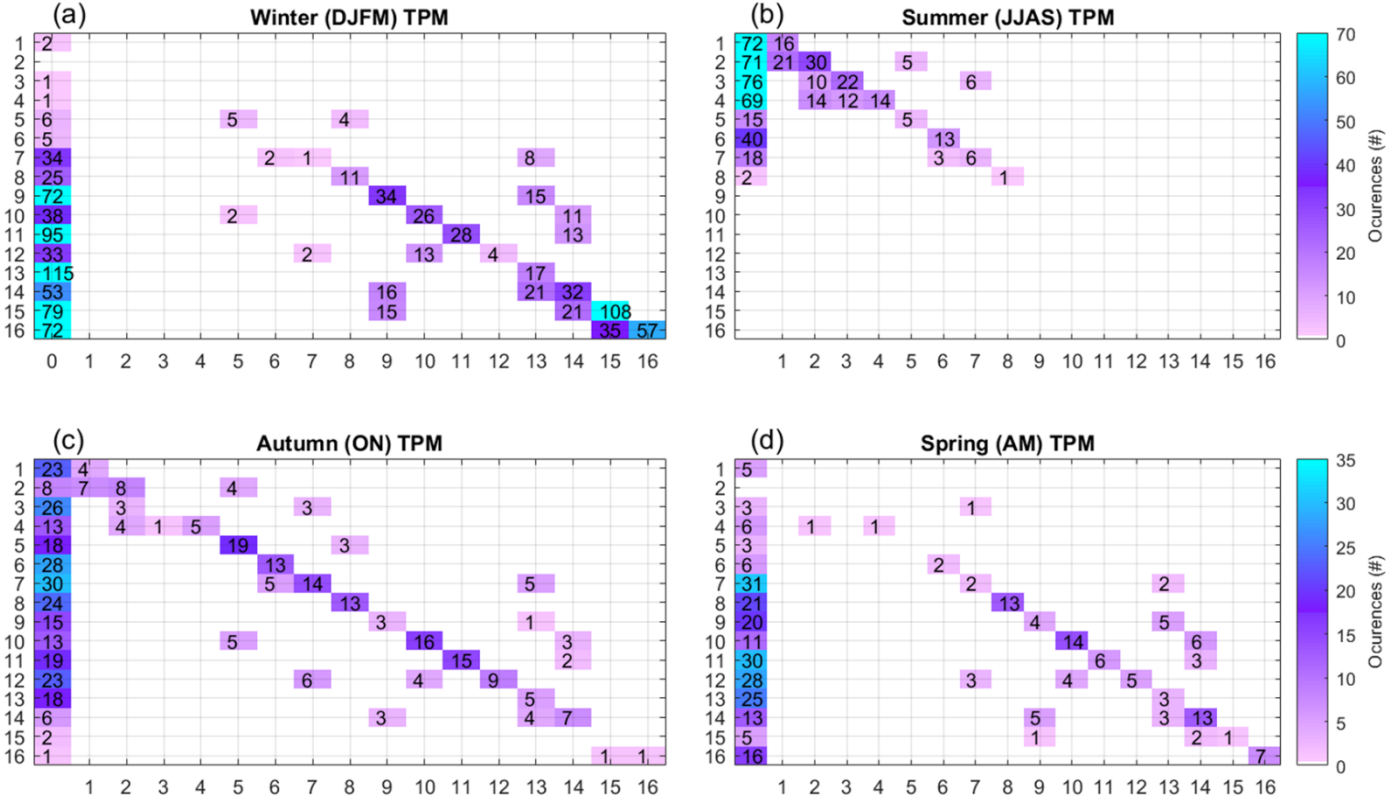 (a) Winter (DJFM) TPM
1 2
2
3 1
4 1
5 6 5 4
6 5
7 34 2 1 8
8 25 11
9 72 34 15
10 38 2 26 11
11 95 28 13
12 33 2 13 4
13 115 17
14 53 16 21 32
15 79 15 21 108
16 72 35 57
0 1 2 3 4 5 6 7 8 9 10 11 12 13 14 15 16
(b) Summer (JJAS) TPM
1 72 16
2 71 21 30 5
3 76 10 22 6
4 69 14 12 14
5 15 5
6 40 13
7 18 3 6
8 2 1
9
10
11
12
13
14
15
16
1 2 3 4 5 6 7 8 9 10 11 12 13 14 15 16
70
60
50
40
30
20
10
0
Ocurences (#)
(c) Autumn (ON) TPM
1 23 4
2 8 7 8 4
3 26 3 3
4 13 4 1 5
5 18 19 3
6 28 13
7 30 5 14 5
8 24 13
9 15 3 1
10 13 5 16 3
11 19 15 2
12 23 6 4 9
13 18 5
14 6 3 4 7
15 2
16 1 1 1
1 2 3 4 5 6 7 8 9 10 11 12 13 14 15 16
(d) Spring (AM) TPM
1 5
2
3 3 1
4 6 1 1
5 3
6 6 2
7 31 2 2
8 21 13
9 20 4 5
10 11 14 6
11 30 6 3
12 28 3 4 5
13 25 3
14 13 5 3 13
15 5 1 2 1
16 16 7
1 2 3 4 5 6 7 8 9 10 11 12 13 14 15 16
35
30
25
20
15
10
5
0
Ocurences (#)